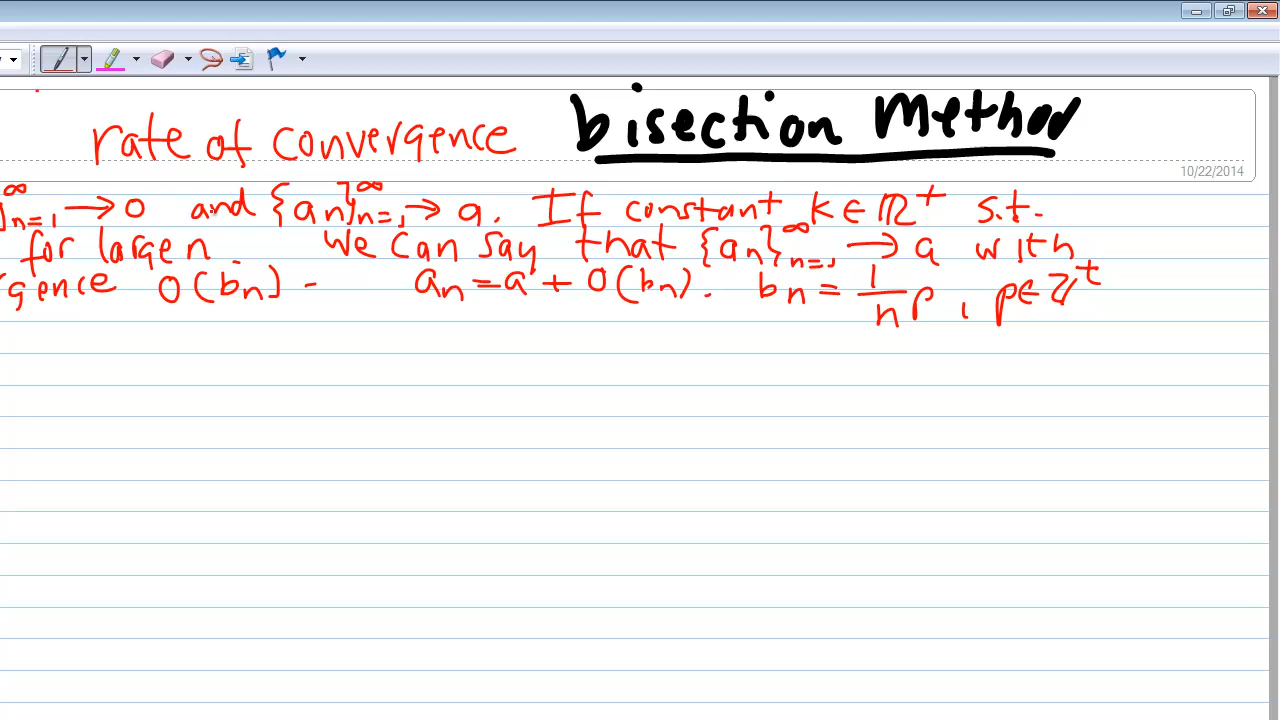 rate of convergence bisection Method
10/22/2014
}∞n=1 → 0 and {an}∞n=1 → a. If constant K ∈ ℝ+ s.t.
for large n. We can say that {an}∞n=1 → a with
gence O(bn) - an = a + O(bn). bn = 1/nP, p ∈ ℤ+